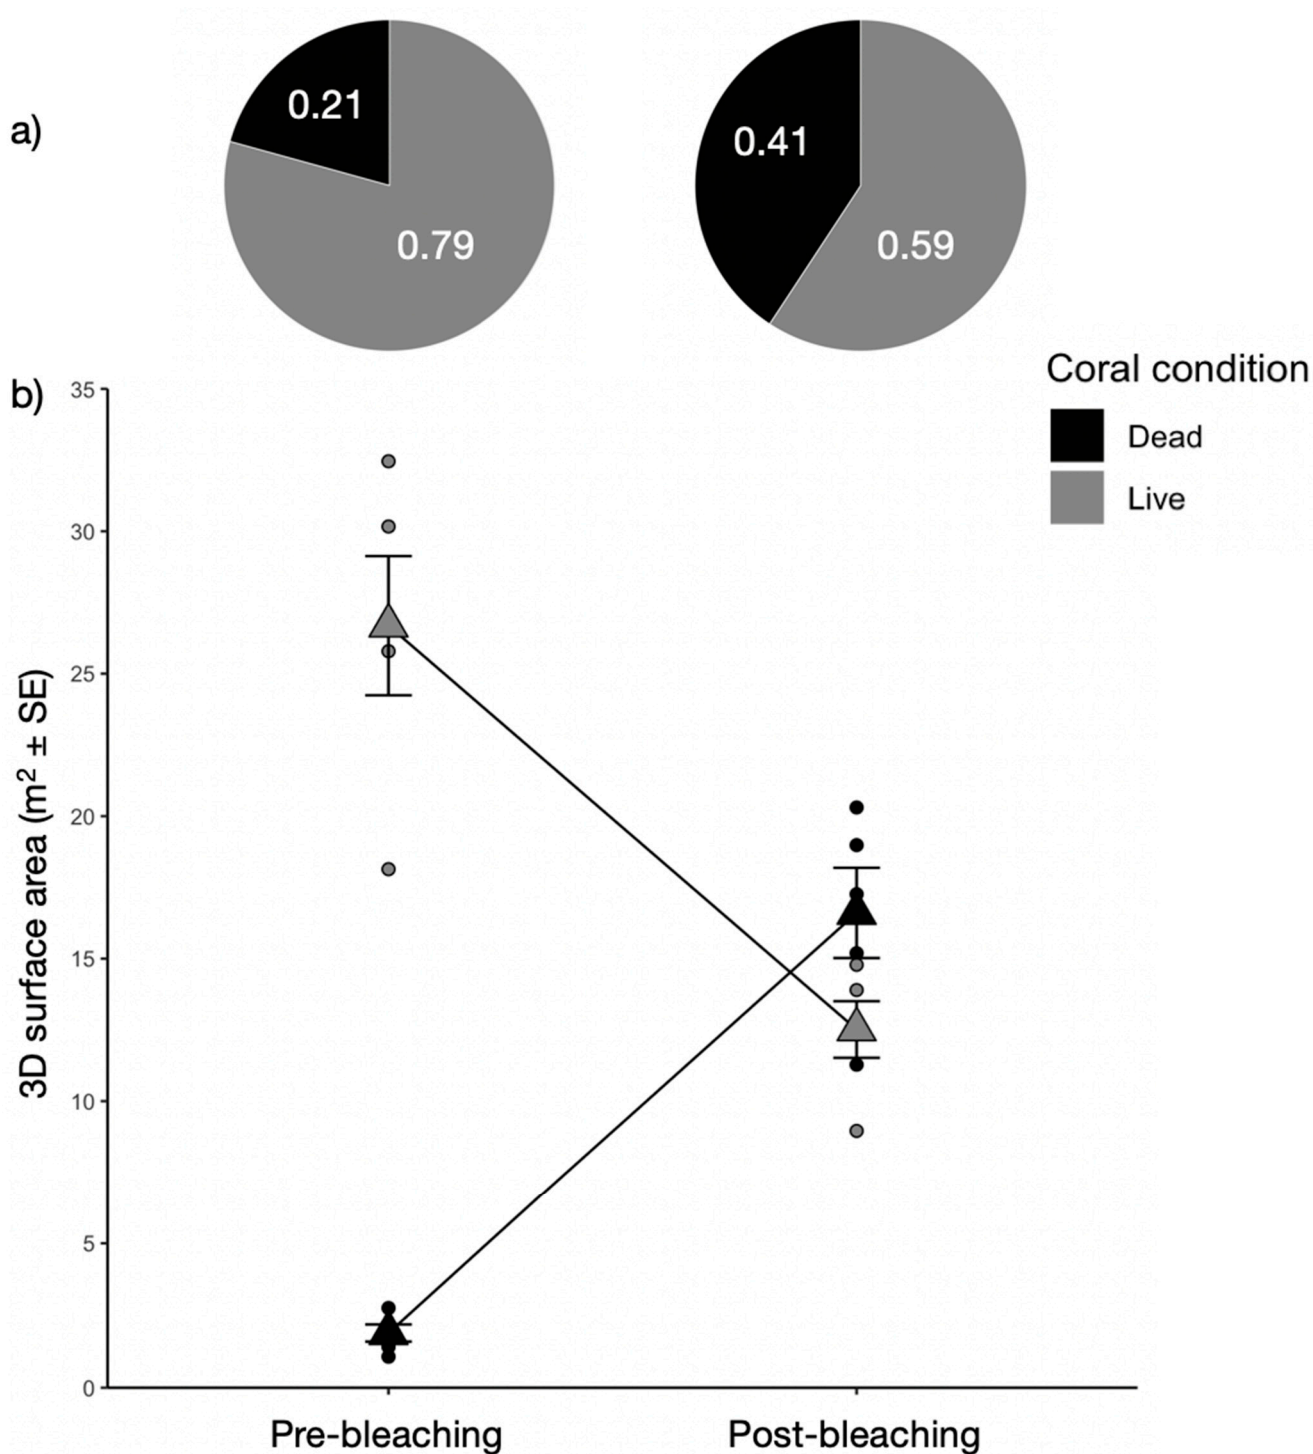 a)
0.21
0.79
0.41
0.59
Coral condition
Dead
Live
b)
3D surface area (m² ± SE)
35
30
25
20
15
10
5
0
Pre-bleaching
Post-bleaching